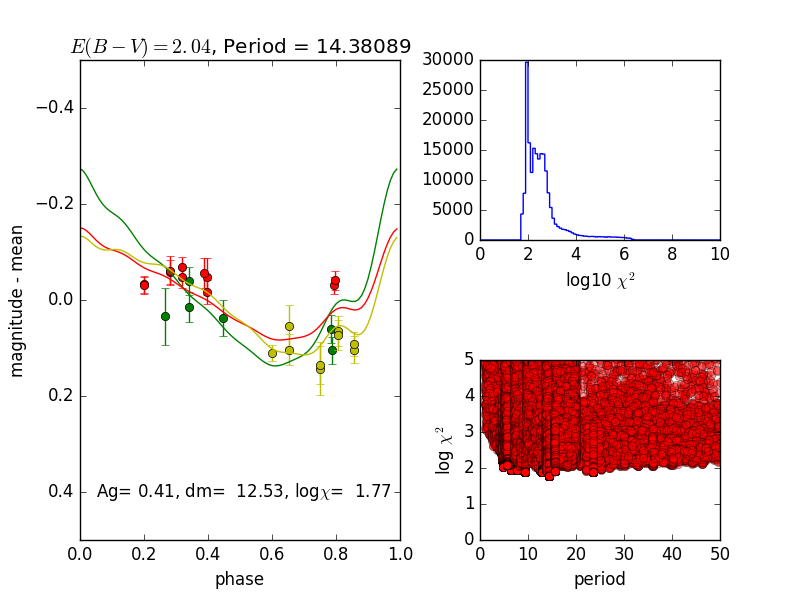 E(B − V) = 2.04, Period = 14.38089
−0.4
−0.2
0.0
0.2
0.4
magnitude - mean
Ag= 0.41, dm= 12.53, logχ= 1.77
0.0 0.2 0.4 0.6 0.8 1.0
phase
30000
25000
20000
15000
10000
5000
0
0 2 4 6 8 10
log10 χ²
5
4
3
2
1
0
log χ²
0 10 20 30 40 50
period